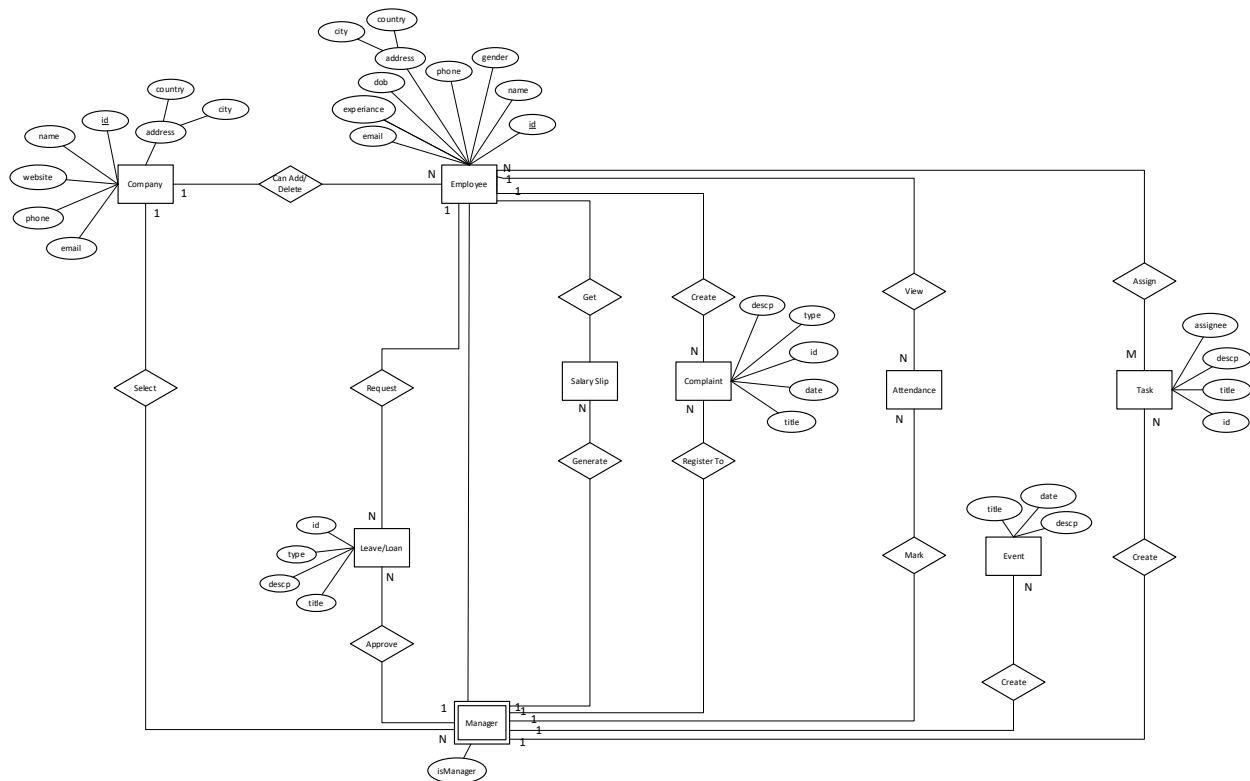 country
city
address
gender
phone
dob
name
experiance
email
id
country
city
id
address
name
website
phone
email
Company
1
1
Can Add/
Delete
N
Employee
N
1
1
1
Select
Request
Get
Create
View
Assign
descp
type
id
date
title
N
Complaint
N
Salary Slip
N
N
Attendance
N
M
Task
N
assignee
descp
title
id
Generate
Register To
N
Leave/Loan
N
id
type
descp
title
title
date
descp
Event
N
Mark
Create
Approve
Create
1
N
Manager
1
1
1
1
1
isManager